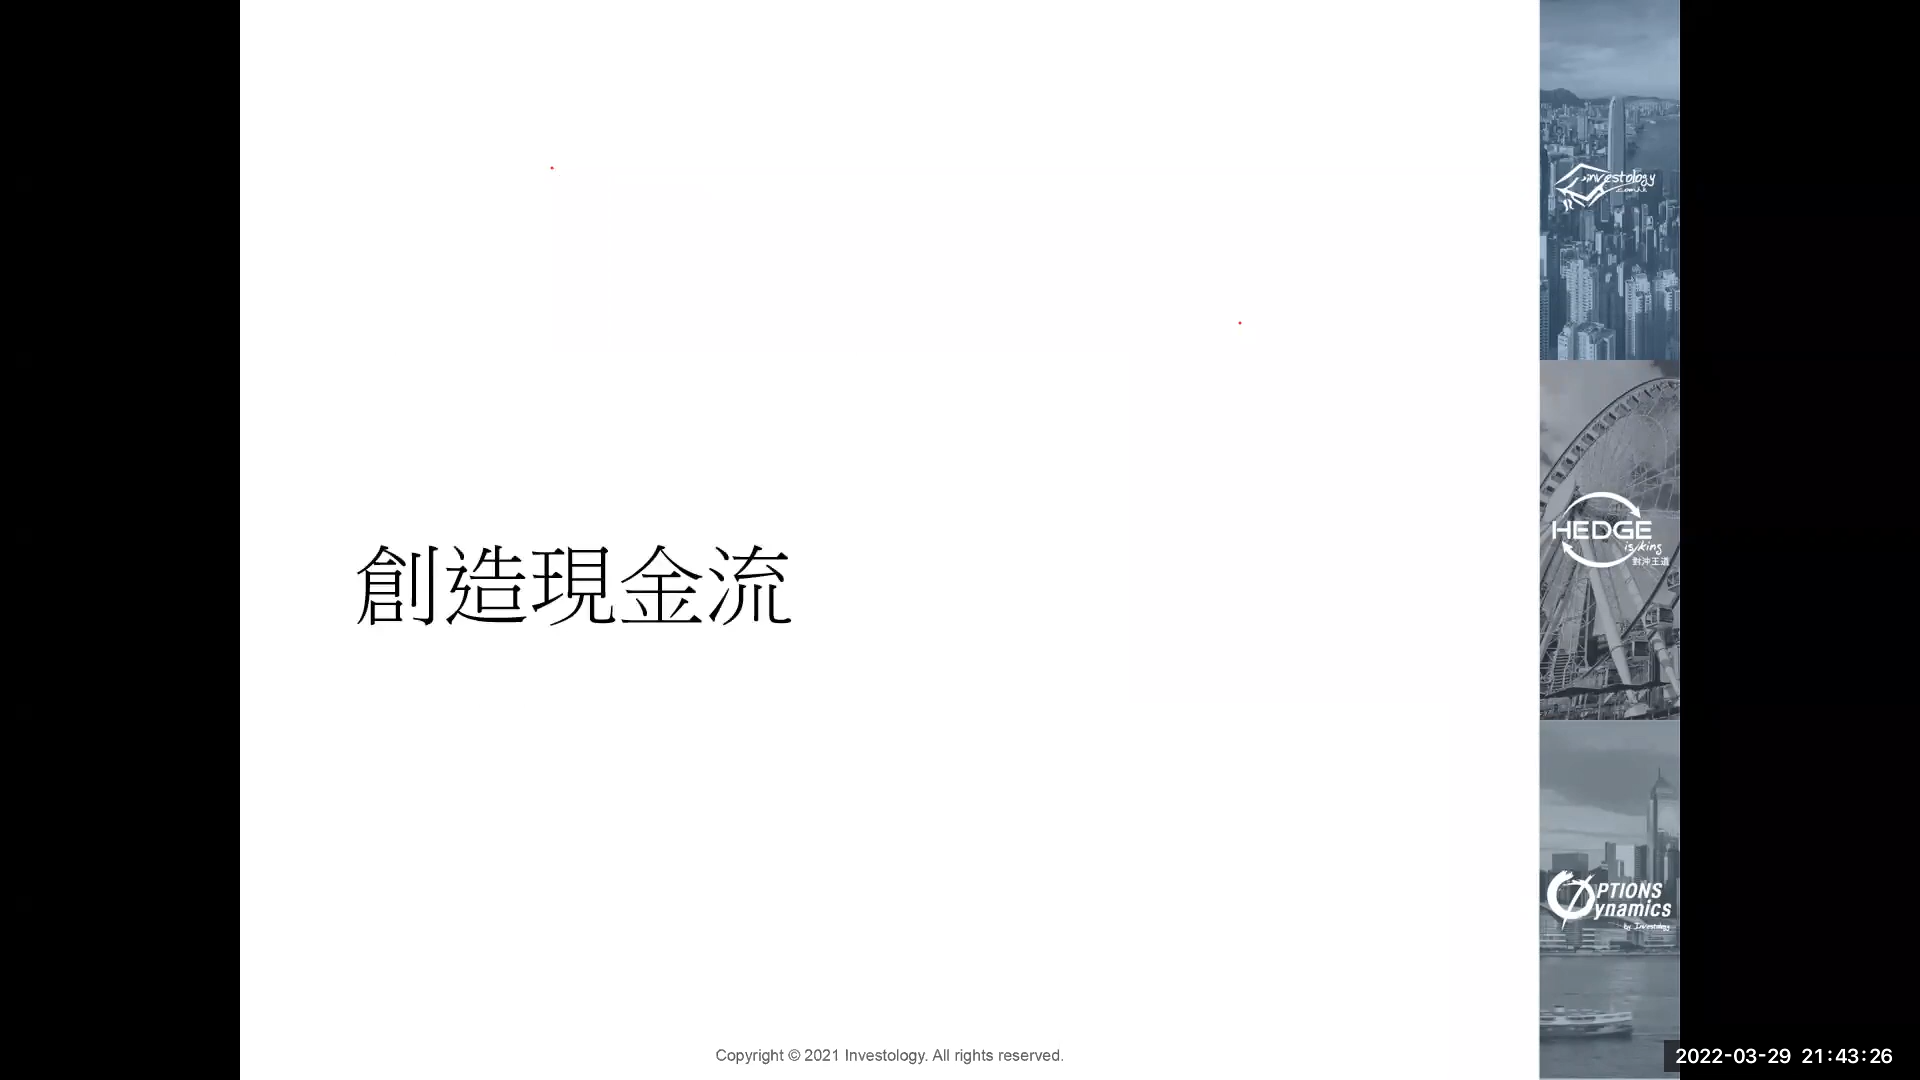 investology
.com.hk
HEDGE
is king
對沖王道
創造現金流
OPTIONS
Dynamics
by Investology
Copyright © 2021 Investology. All rights reserved.
2022-03-29 21:43:26